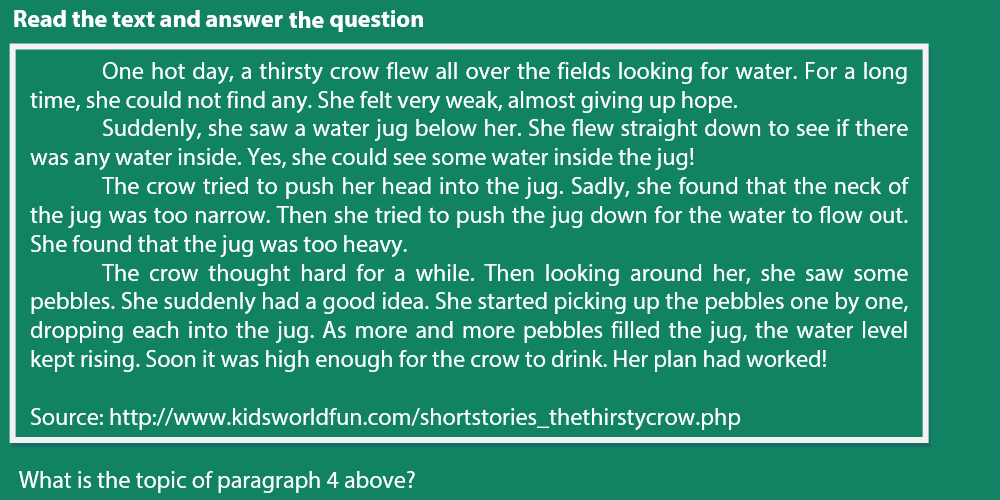 Read the text and answer the question
One hot day, a thirsty crow flew all over the fields looking for water. For a long
time, she could not find any. She felt very weak, almost giving up hope.
Suddenly, she saw a water jug below her. She flew straight down to see if there
was any water inside. Yes, she could see some water inside the jug!
The crow tried to push her head into the jug. Sadly, she found that the neck of
the jug was too narrow. Then she tried to push the jug down for the water to flow out.
She found that the jug was too heavy.
The crow thought hard for a while. Then looking around her, she saw some
pebbles. She suddenly had a good idea. She started picking up the pebbles one by one,
dropping each into the jug. As more and more pebbles filled the jug, the water level
kept rising. Soon it was high enough for the crow to drink. Her plan had worked!
Source: http://www.kidsworldfun.com/shortstories_thethirstycrow.php
What is the topic of paragraph 4 above?